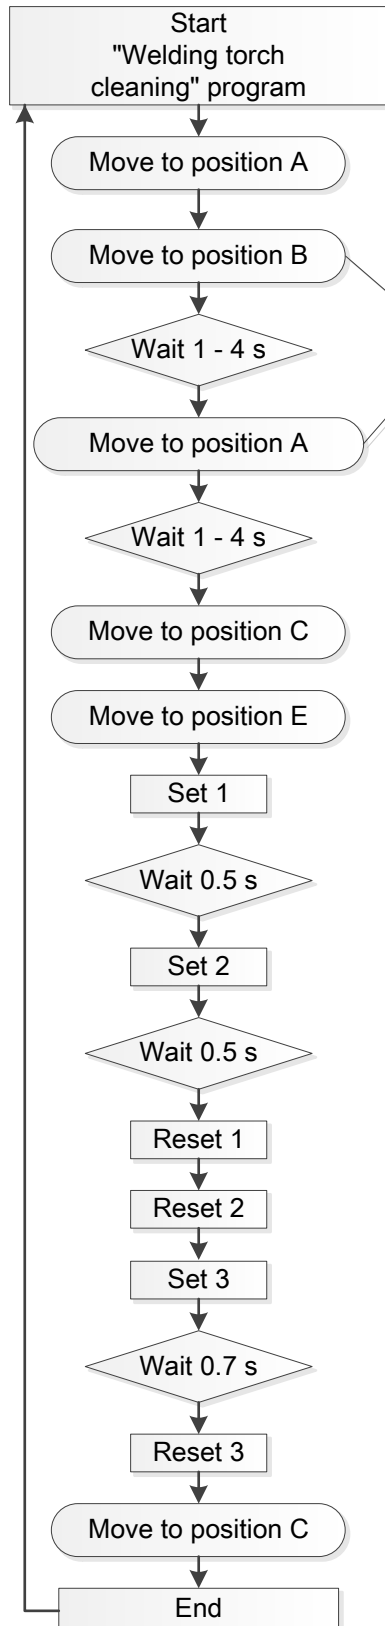 Start
"Welding torch
cleaning" program
Move to position A
Move to position B
Wait 1 - 4 s
Move to position A
Wait 1 - 4 s
Move to position C
Move to position E
Set 1
Wait 0.5 s
Set 2
Wait 0.5 s
Reset 1
Reset 2
Set 3
Wait 0.7 s
Reset 3
Move to position C
End